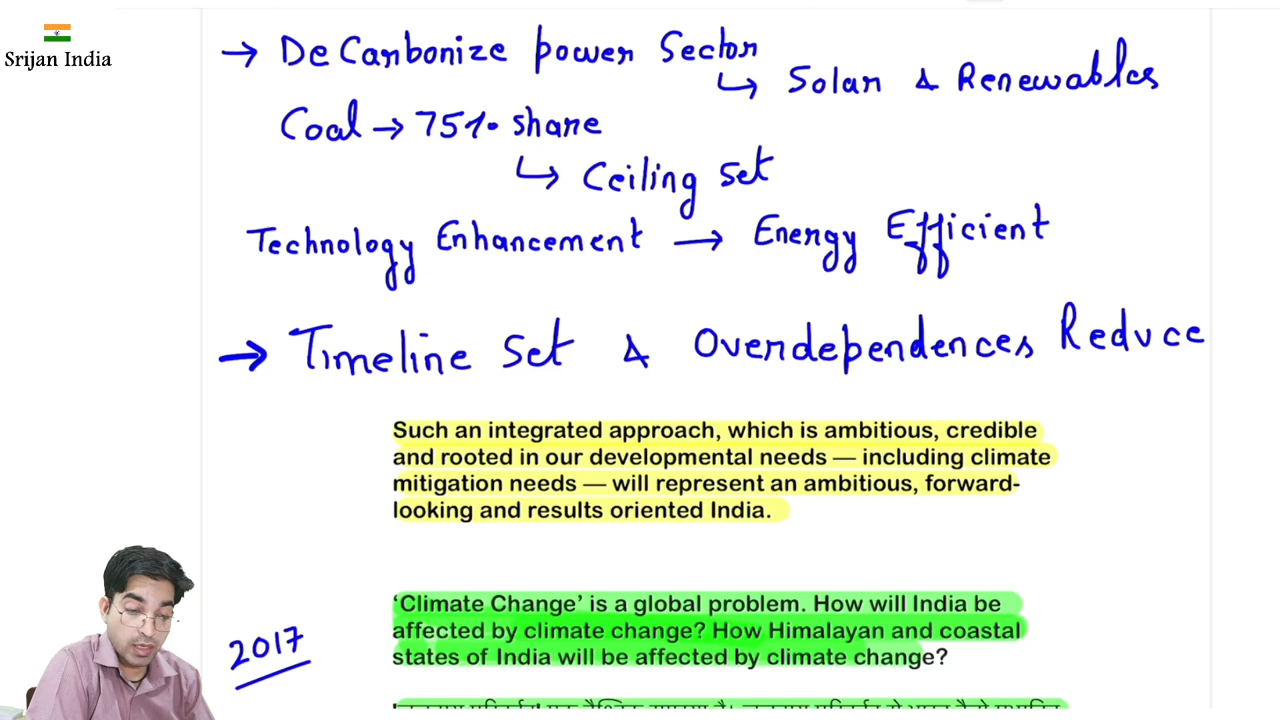 Srijan India
→ DeCarbonize power Sector
↳ Solar & Renewables
Coal → 75%. share
↳ Ceiling set
Technology Enhancement → Energy Efficient
→ Timeline set & Overdependences Reduce
Such an integrated approach, which is ambitious, credible
and rooted in our developmental needs — including climate
mitigation needs — will represent an ambitious, forward-
looking and results oriented India.
2017
‘Climate Change’ is a global problem. How will India be
affected by climate change? How Himalayan and coastal
states of India will be affected by climate change?